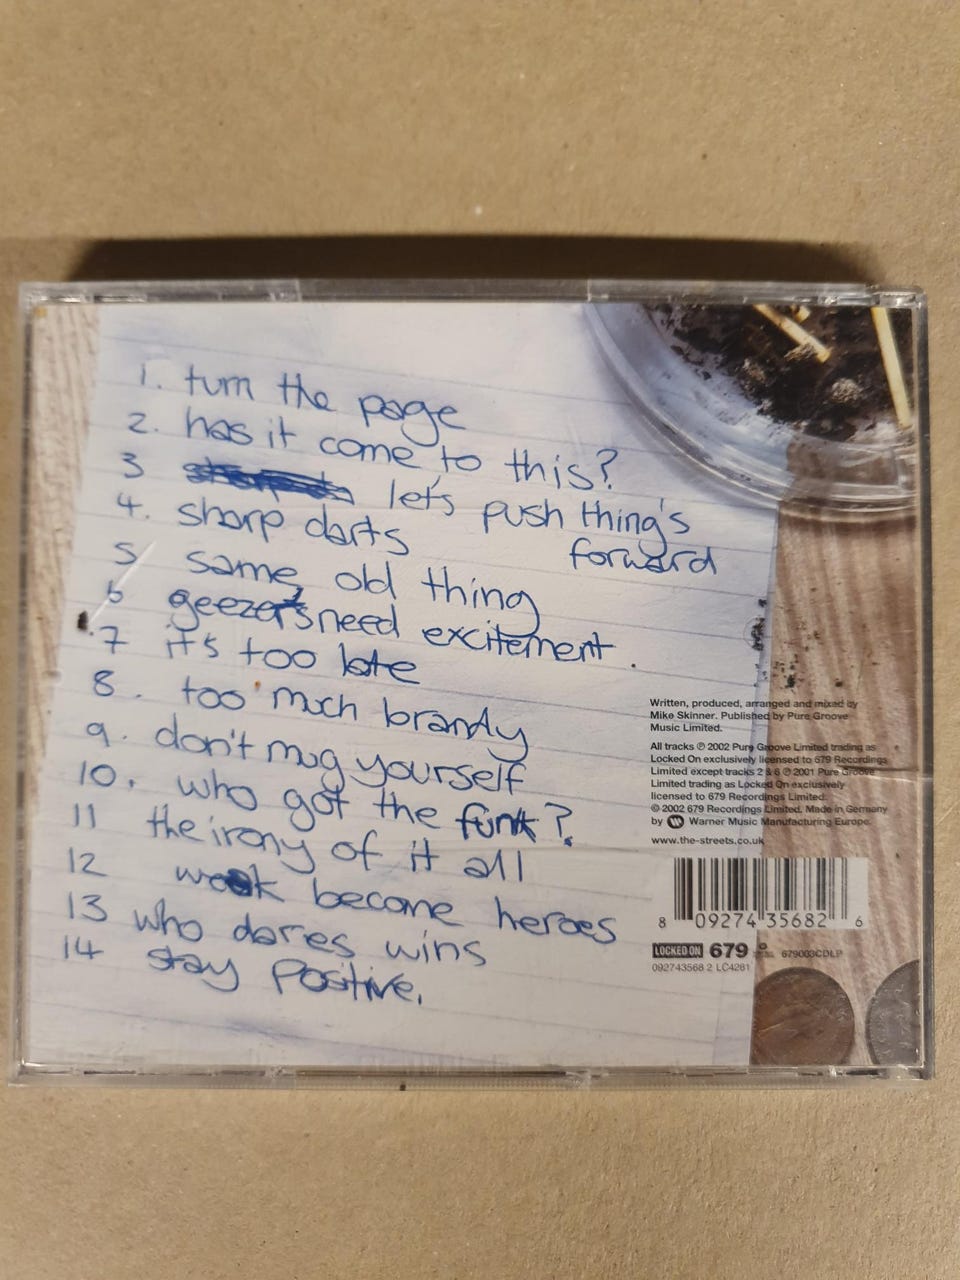 1. turn the page
2. has it come to this?
3 let's push thing's
forward
4. sharp darts
5 same old thing
6 geezers need excitement.
7 it's too late
8. too much brandy
9. don't mug yourself
10. who got the funk?
11 the irony of it all
12 weak become heroes
13 who dares wins
14 stay positive.
Written, produced, arranged and mixed by
Mike Skinner. Published by Pure Groove
Music Limited.
All tracks ℗ 2002 Pure Groove Limited trading as
Locked On exclusively licensed to 679 Recordings
Limited except tracks 2 & 6 ℗ 2001 Pure Groove
Limited trading as Locked On exclusively
licensed to 679 Recordings Limited.
© 2002 679 Recordings Limited. Made in Germany
by Warner Music Manufacturing Europe.
www.the-streets.co.uk
8 09274 35682 6
LOCKED ON 679 679003CDLP
092743568 2 LC4281